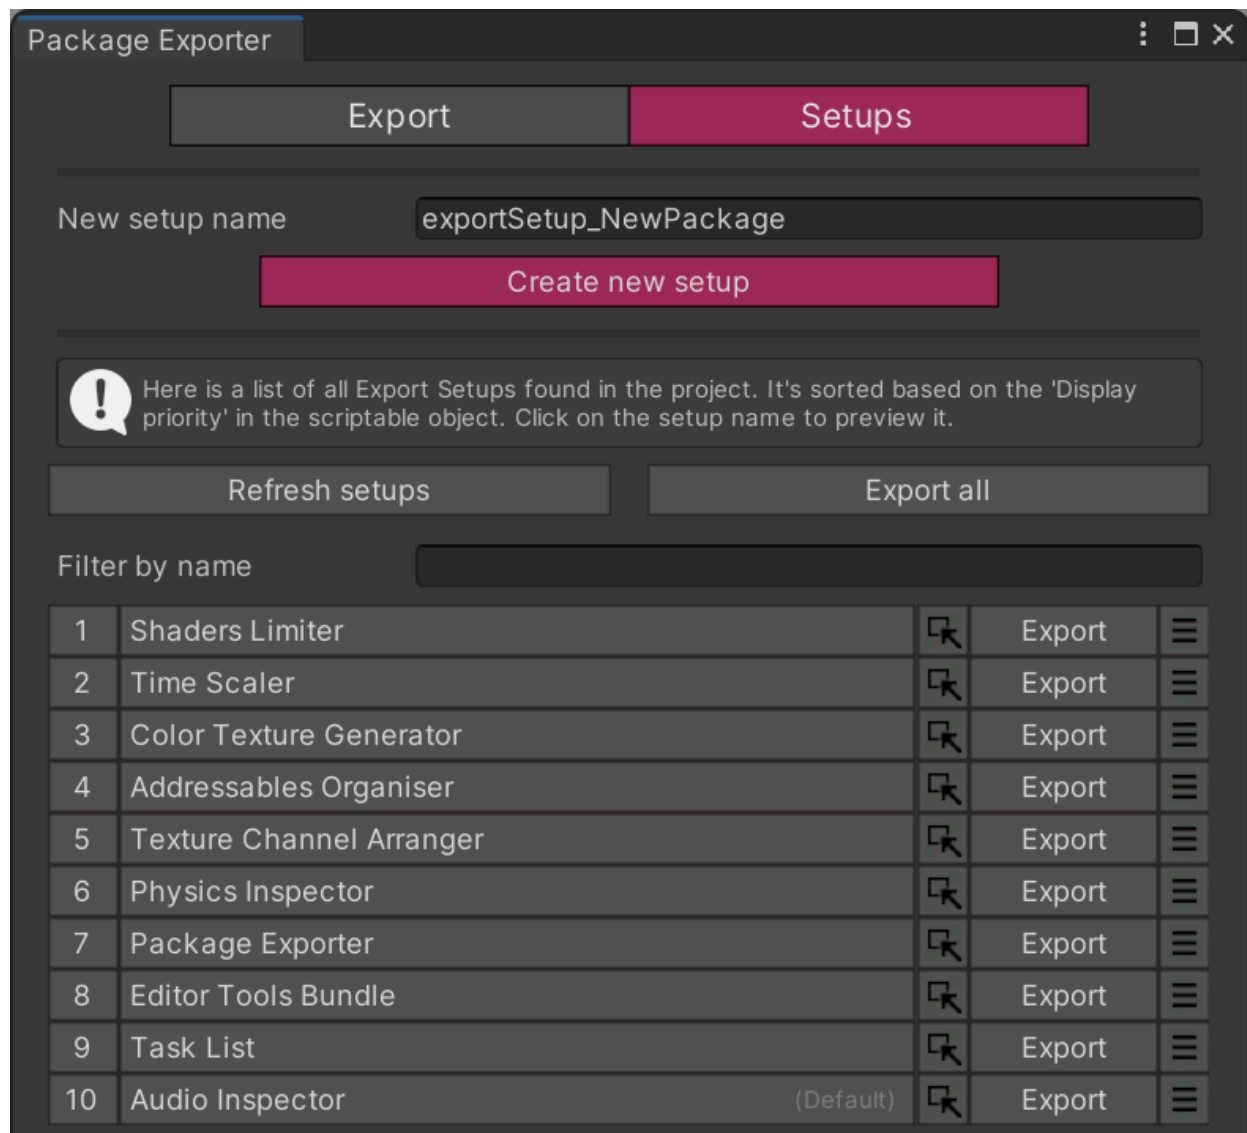 Package Exporter
Export Setups
New setup name exportSetup_NewPackage
Create new setup
Here is a list of all Export Setups found in the project. It's sorted based on the 'Display
priority' in the scriptable object. Click on the setup name to preview it.
Refresh setups Export all
Filter by name
1 Shaders Limiter Export
2 Time Scaler Export
3 Color Texture Generator Export
4 Addressables Organiser Export
5 Texture Channel Arranger Export
6 Physics Inspector Export
7 Package Exporter Export
8 Editor Tools Bundle Export
9 Task List Export
10 Audio Inspector (Default) Export